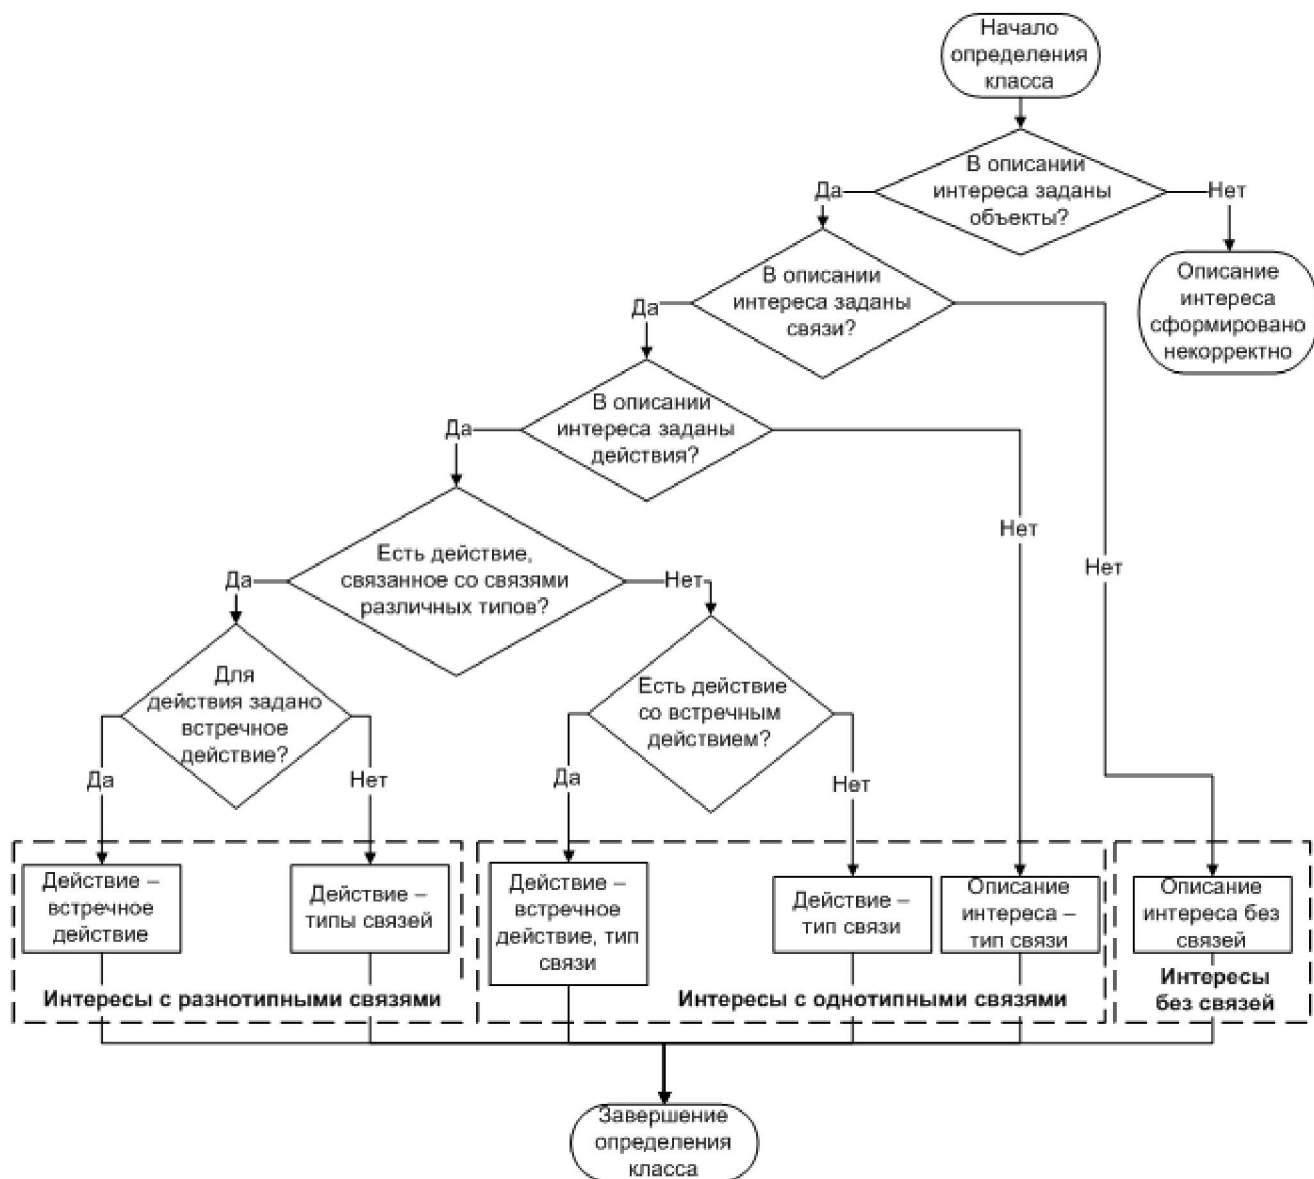 Начало
определения
класса
В описании
интереса заданы
объекты?
Да
Нет
Описание
интереса
сформировано
некорректно
В описании
интереса заданы
связи?
Да
Нет
В описании
интереса заданы
действия?
Да
Нет
Есть действие,
связанное со связями
различных типов?
Да
Нет
Для
действия задано
встречное
действие?
Да
Нет
Есть действие
со встречным
действием?
Да
Нет
Действие –
встречное
действие
Действие –
типы связей
Интересы с разнотипными связями
Действие –
встречное
действие, тип
связи
Действие –
тип связи
Описание
интереса –
тип связи
Интересы с однотипными связями
Описание
интереса без
связей
Интересы
без связей
Завершение
определения
класса